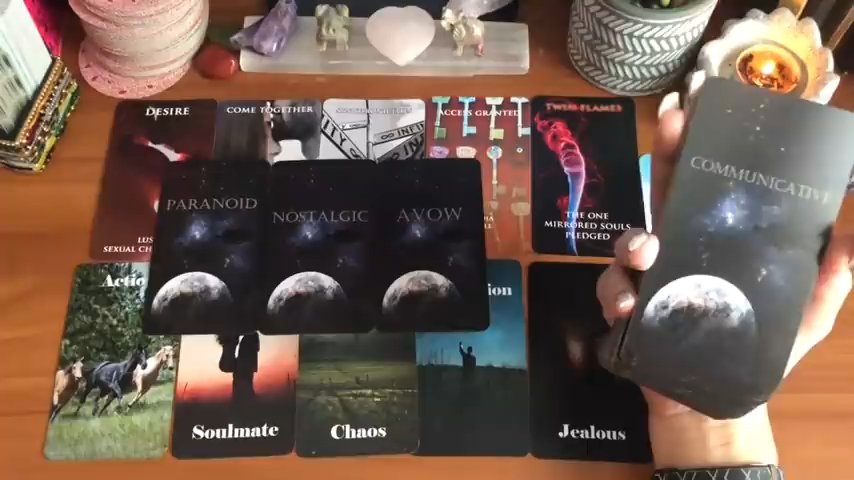 DESIRE
COME TOGETHER
ACCESS GRANTED
TWIN FLAMES
THE ONE
MIRRORED SOULS
PLEDGED
SEXUAL
PARANOID
NOSTALGIC
AVOW
COMMUNICATIVE
Soulmate
Chaos
Jealous